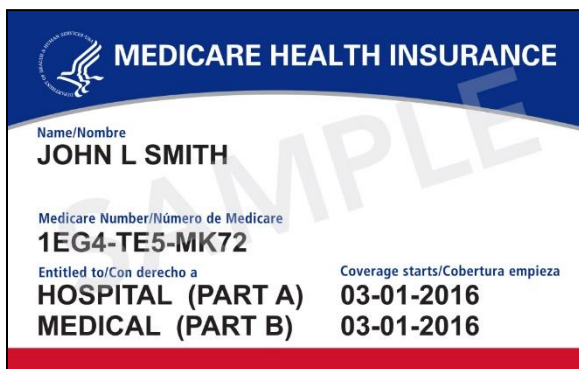 MEDICARE HEALTH INSURANCE
Name/Nombre
JOHN L SMITH
Medicare Number/Número de Medicare
1EG4-TE5-MK72
Entitled to/Con derecho a Coverage starts/Cobertura empieza
HOSPITAL (PART A) 03-01-2016
MEDICAL (PART B) 03-01-2016
SAMPLE